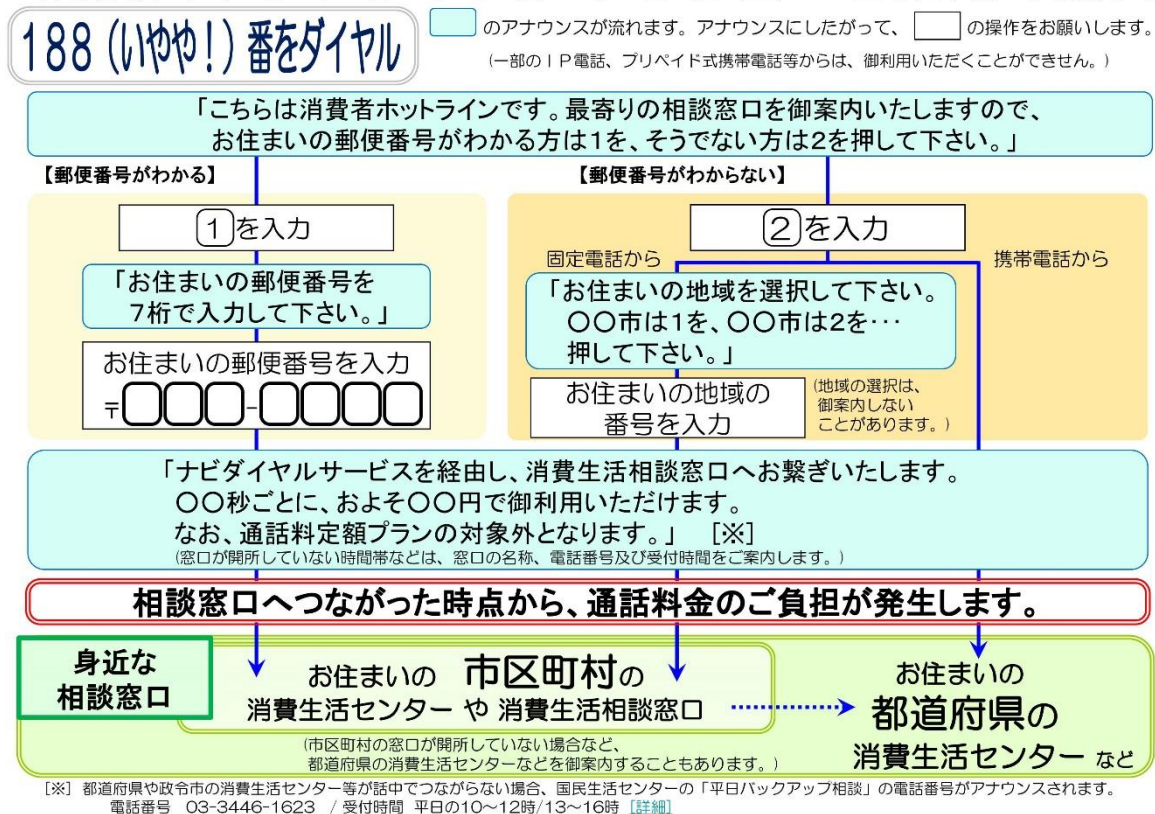 188（いやや！）番をダイヤル
のアナウンスが流れます。アナウンスにしたがって、　　の操作をお願いします。
（一部のＩＰ電話、プリペイド式携帯電話等からは、御利用いただくことができせん。）
「こちらは消費者ホットラインです。最寄りの相談窓口を御案内いたしますので、
お住まいの郵便番号がわかる方は1を、そうでない方は2を押して下さい。」
【郵便番号がわかる】
1を入力
「お住まいの郵便番号を
7桁で入力して下さい。」
お住まいの郵便番号を入力
〒□□□-□□□□
【郵便番号がわからない】
2を入力
固定電話から
携帯電話から
「お住まいの地域を選択して下さい。
〇〇市は1を、〇〇市は2を･･･
押して下さい。」
お住まいの地域の
番号を入力
（地域の選択は、
御案内しない
ことがあります。）
「ナビダイヤルサービスを経由し、消費生活相談窓口へお繋ぎいたします。
〇〇秒ごとに、およそ〇〇円で御利用いただけます。
なお、通話料定額プランの対象外となります。」　［※］
（窓口が開所していない時間帯などは、窓口の名称、電話番号及び受付時間をご案内します。）
相談窓口へつながった時点から、通話料金のご負担が発生します。
身近な
相談窓口
お住まいの 市区町村の
消費生活センター や 消費生活相談窓口
（市区町村の窓口が開所していない場合など、
都道府県の消費生活センターなどを御案内することもあります。）
お住まいの
都道府県の
消費生活センター など
［※］ 都道府県や政令市の消費生活センター等が話中でつながらない場合、国民生活センターの「平日バックアップ相談」の電話番号がアナウンスされます。
電話番号　03-3446-1623　/ 受付時間　平日の10～12時/13～16時 ［詳細］